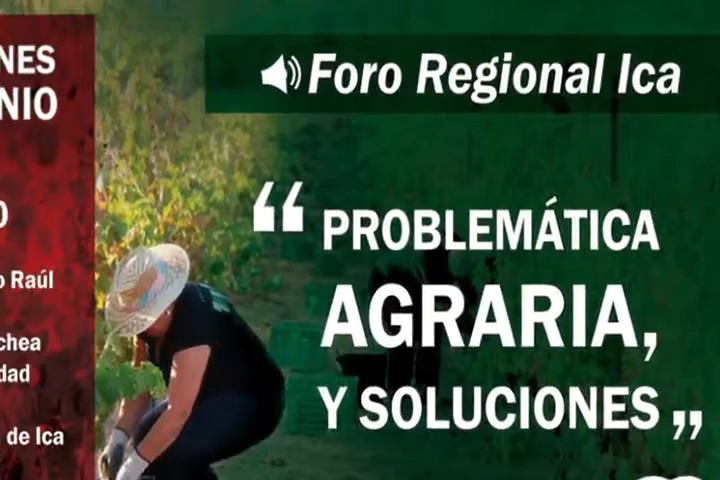 NES
NIO
O
o Raúl
chea
dad
de Ica
Foro Regional Ica
“ PROBLEMÁTICA
AGRARIA,
Y SOLUCIONES „